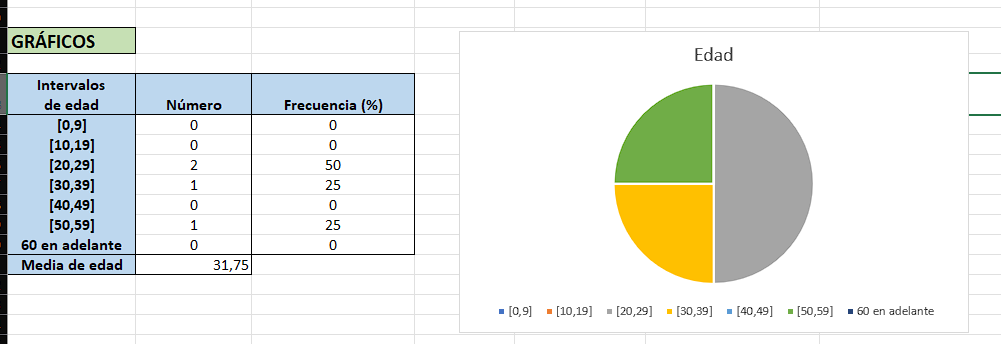 GRÁFICOS
Intervalos
de edad Número Frecuencia (%)
[0,9] 0 0
[10,19] 0 0
[20,29] 2 50
[30,39] 1 25
[40,49] 0 0
[50,59] 1 25
60 en adelante 0 0
Media de edad 31,75
Edad
[0,9] [10,19] [20,29] [30,39] [40,49] [50,59] 60 en adelante